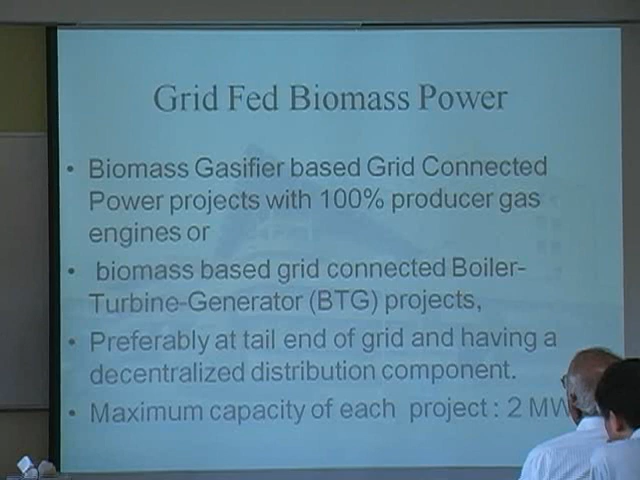 Grid Fed Biomass Power
• Biomass Gasifier based Grid Connected
Power projects with 100% producer gas
engines or
• biomass based grid connected Boiler-
Turbine-Generator (BTG) projects,
• Preferably at tail end of grid and having a
decentralized distribution component.
• Maximum capacity of each project : 2 MW